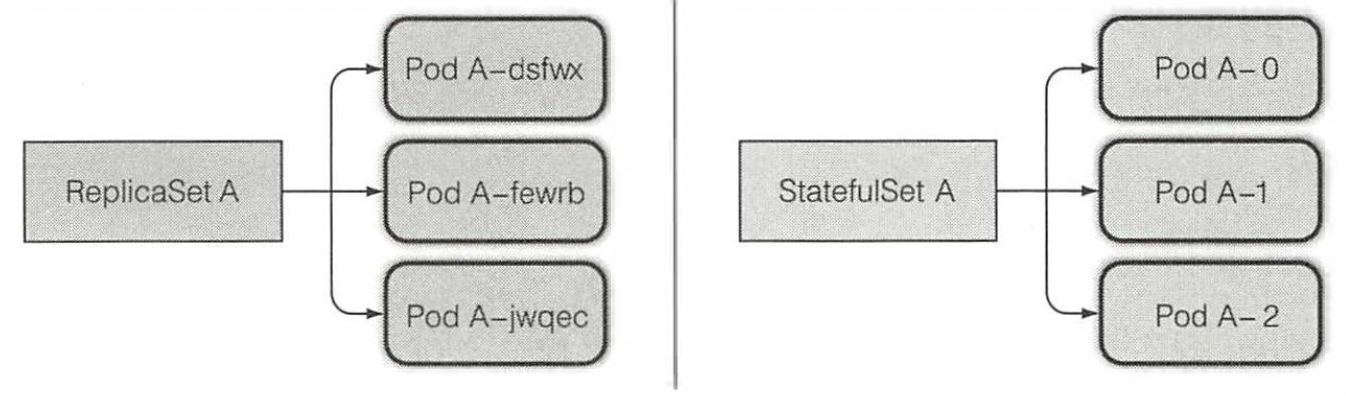 ReplicaSet A
Pod A-dsfwx
Pod A-fewrb
Pod A-jwqec
StatefulSet A
Pod A-0
Pod A-1
Pod A-2